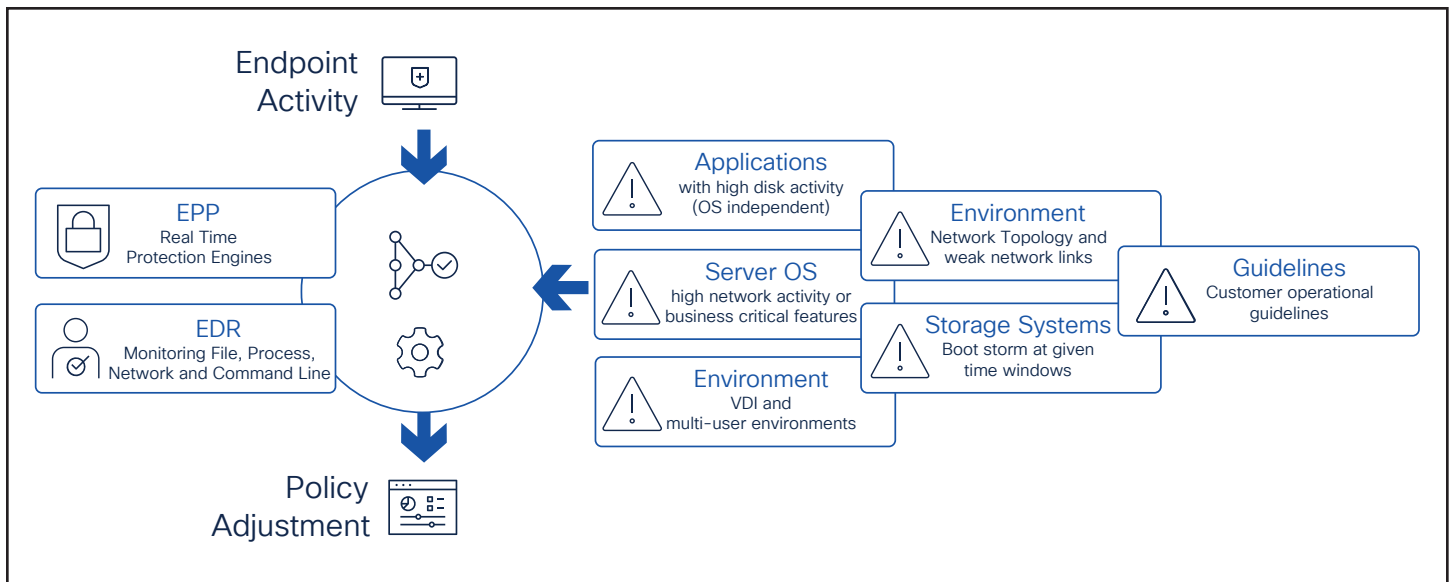 Endpoint
Activity
EPP
Real Time
Protection Engines
EDR
Monitoring File, Process,
Network and Command Line
Applications
with high disk activity
(OS independent)
Server OS
high network activity or
business critical features
Environment
VDI and
multi-user environments
Environment
Network Topology and
weak network links
Storage Systems
Boot storm at given
time windows
Guidelines
Customer operational
guidelines
Policy
Adjustment